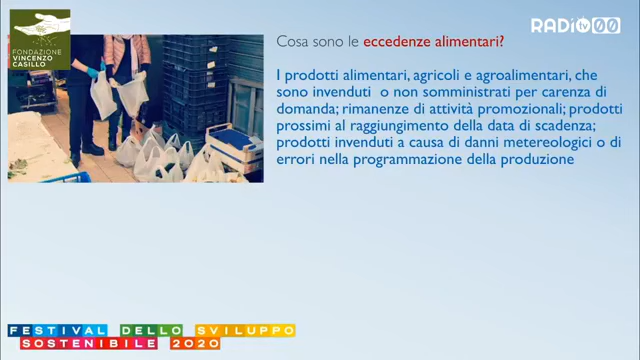 FONDAZIONE
VINCENZO
CASILLO
RADIO tv 00
Cosa sono le eccedenze alimentari?
I prodotti alimentari, agricoli e agroalimentari, che
sono invenduti o non somministrati per carenza di
domanda; rimanenze di attività promozionali; prodotti
prossimi al raggiungimento della data di scadenza;
prodotti invenduti a causa di danni metereologici o di
errori nella programmazione della produzione
FESTIVAL DELLO SVILUPPO
SOSTENIBILE 2020